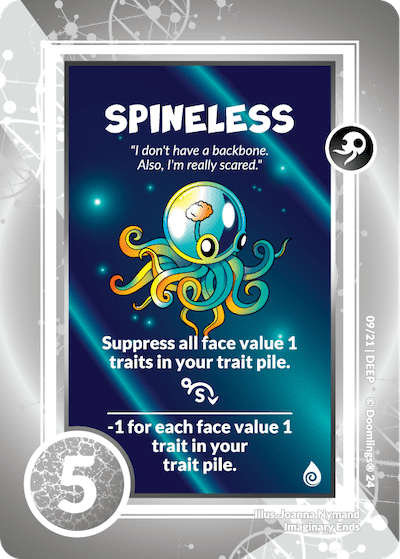 SPINELESS
"I don't have a backbone.
Also, I'm really scared."
Suppress all face value 1
traits in your trait pile.
S
-1 for each face value 1
trait in your
trait pile.
5
09/21 | DEEP © Doomlings® 24
Illus. Joanna Nymand
Imaginary Ends